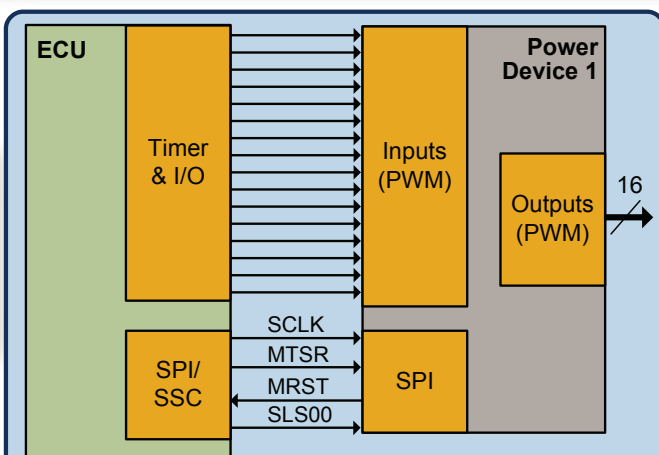 ECU
Power
Device 1
Timer
& I/O
Inputs
(PWM)
Outputs
(PWM)
16
SCLK
MTSR
MRST
SLS00
SPI/
SSC
SPI